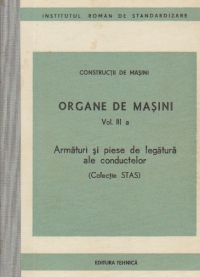 INSTITUTUL ROMÂN DE STANDARDIZARE
CONSTRUCȚII DE MAȘINI
ORGANE DE MAȘINI
Vol. III a
Armături și piese de legătură
ale conductelor
(Colecție STAS)
EDITURA TEHNICĂ